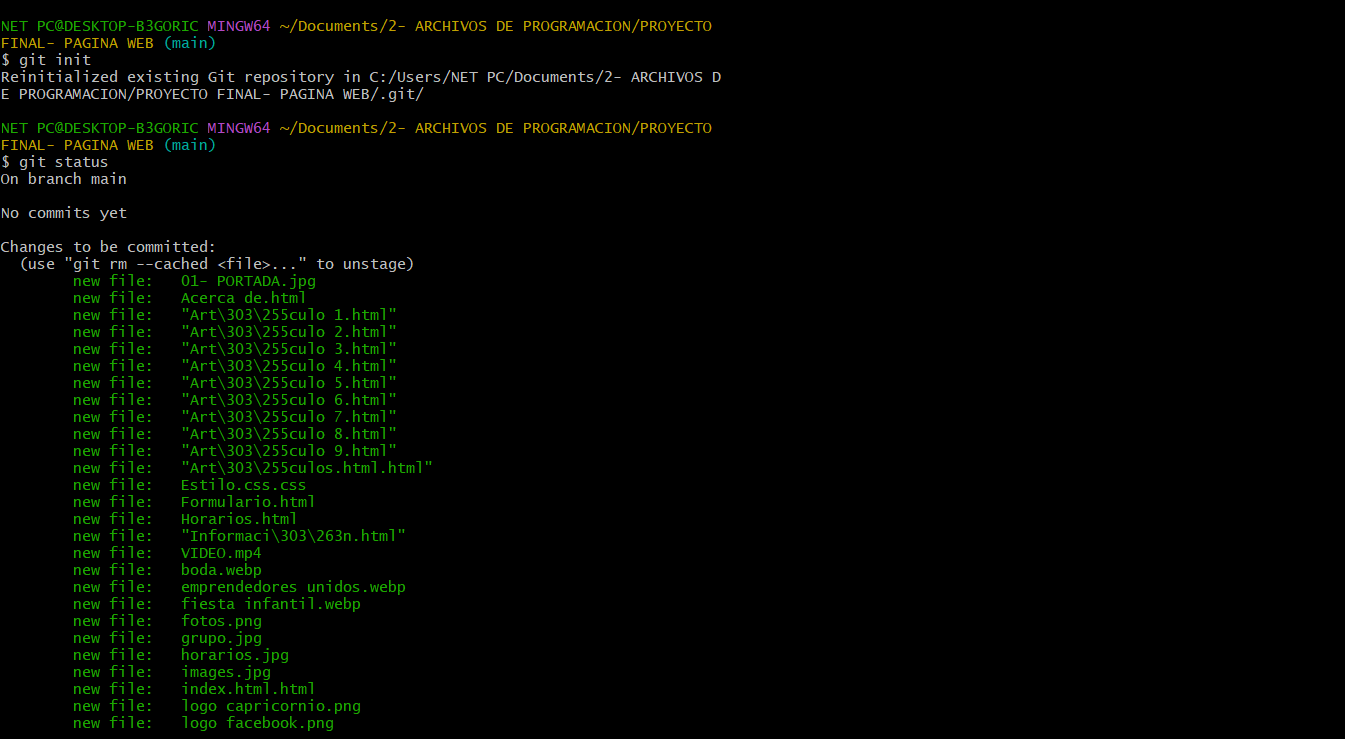 NET PC@DESKTOP-B3GORIC MINGW64 ~/Documents/2- ARCHIVOS DE PROGRAMACION/PROYECTO
FINAL- PAGINA WEB (main)
$ git init
Reinitialized existing Git repository in C:/Users/NET PC/Documents/2- ARCHIVOS D
E PROGRAMACION/PROYECTO FINAL- PAGINA WEB/.git/
NET PC@DESKTOP-B3GORIC MINGW64 ~/Documents/2- ARCHIVOS DE PROGRAMACION/PROYECTO
FINAL- PAGINA WEB (main)
$ git status
On branch main
No commits yet
Changes to be committed:
  (use "git rm --cached <file>..." to unstage)
        new file:   01- PORTADA.jpg
        new file:   Acerca de.html
        new file:   "Art\303\255culo 1.html"
        new file:   "Art\303\255culo 2.html"
        new file:   "Art\303\255culo 3.html"
        new file:   "Art\303\255culo 4.html"
        new file:   "Art\303\255culo 5.html"
        new file:   "Art\303\255culo 6.html"
        new file:   "Art\303\255culo 7.html"
        new file:   "Art\303\255culo 8.html"
        new file:   "Art\303\255culo 9.html"
        new file:   "Art\303\255culos.html.html"
        new file:   Estilo.css.css
        new file:   Formulario.html
        new file:   Horarios.html
        new file:   "Informaci\303\263n.html"
        new file:   VIDEO.mp4
        new file:   boda.webp
        new file:   emprendedores unidos.webp
        new file:   fiesta infantil.webp
        new file:   fotos.png
        new file:   grupo.jpg
        new file:   horarios.jpg
        new file:   images.jpg
        new file:   index.html.html
        new file:   logo capricornio.png
        new file:   logo facebook.png